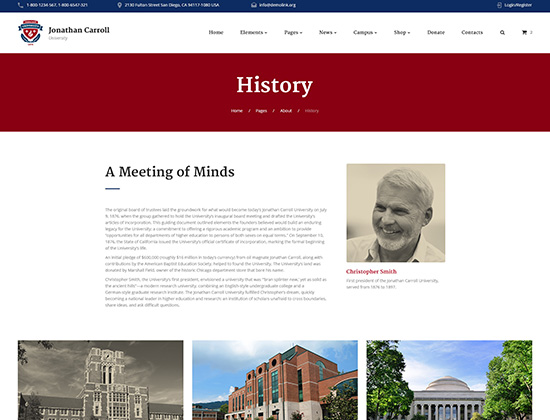 1-800-1234-567, 1-800-6547-321
2130 Fulton Street San Diego, CA 94117-1080 USA
info@demolink.org
Login/Register
Jonathan Carroll
University
Home Elements Pages News Campus Shop Donate Contacts
History
Home / Pages / About / History
A Meeting of Minds
The original board of trustees laid the groundwork for what would become today's Jonathan Carroll University on July
9, 1876, when the group gathered to hold the University's inaugural board meeting and drafted the University's
articles of incorporation. This guiding document outlined elements the founders believed would build an enduring
legacy for the University: a commitment to offering a rigorous academic program and an ambition to provide
"opportunities for all departments of higher education to persons of both sexes on equal terms." On September 10,
1876, the State of California issued the University's official certificate of incorporation, marking the formal beginning
of the University's life.
An initial pledge of $600,000 (roughly $16 million in today's currency) from oil magnate Jonathan Carroll, along with
contributions by the American Baptist Education Society, helped to found the University. The University's land was
donated by Marshall Field, owner of the historic Chicago department store that bore his name.
Christopher Smith, the University's first president, envisioned a university that was "bran splinter new, yet as solid as
the ancient hills" – a modern research university, combining an English-style undergraduate college and a
German-style graduate research institute. The Jonathan Carroll University fulfilled Christopher's dream, quickly
becoming a national leader in higher education and research: an institution of scholars unafraid to cross boundaries,
share ideas, and ask difficult questions.
Christopher Smith
First president of the Jonathan Carroll University,
served from 1876 to 1897.